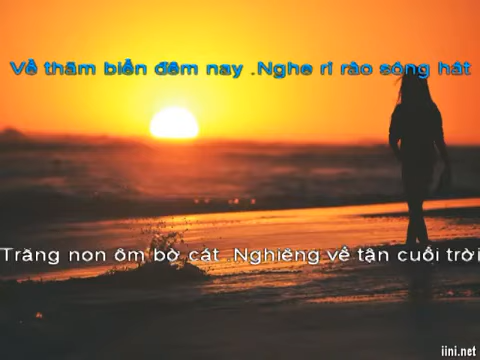 Về thăm biển đêm nay .Nghe rì rào sóng hát
Trăng non ôm bờ cát .Nghiêng về tận cuối trời
iini.net